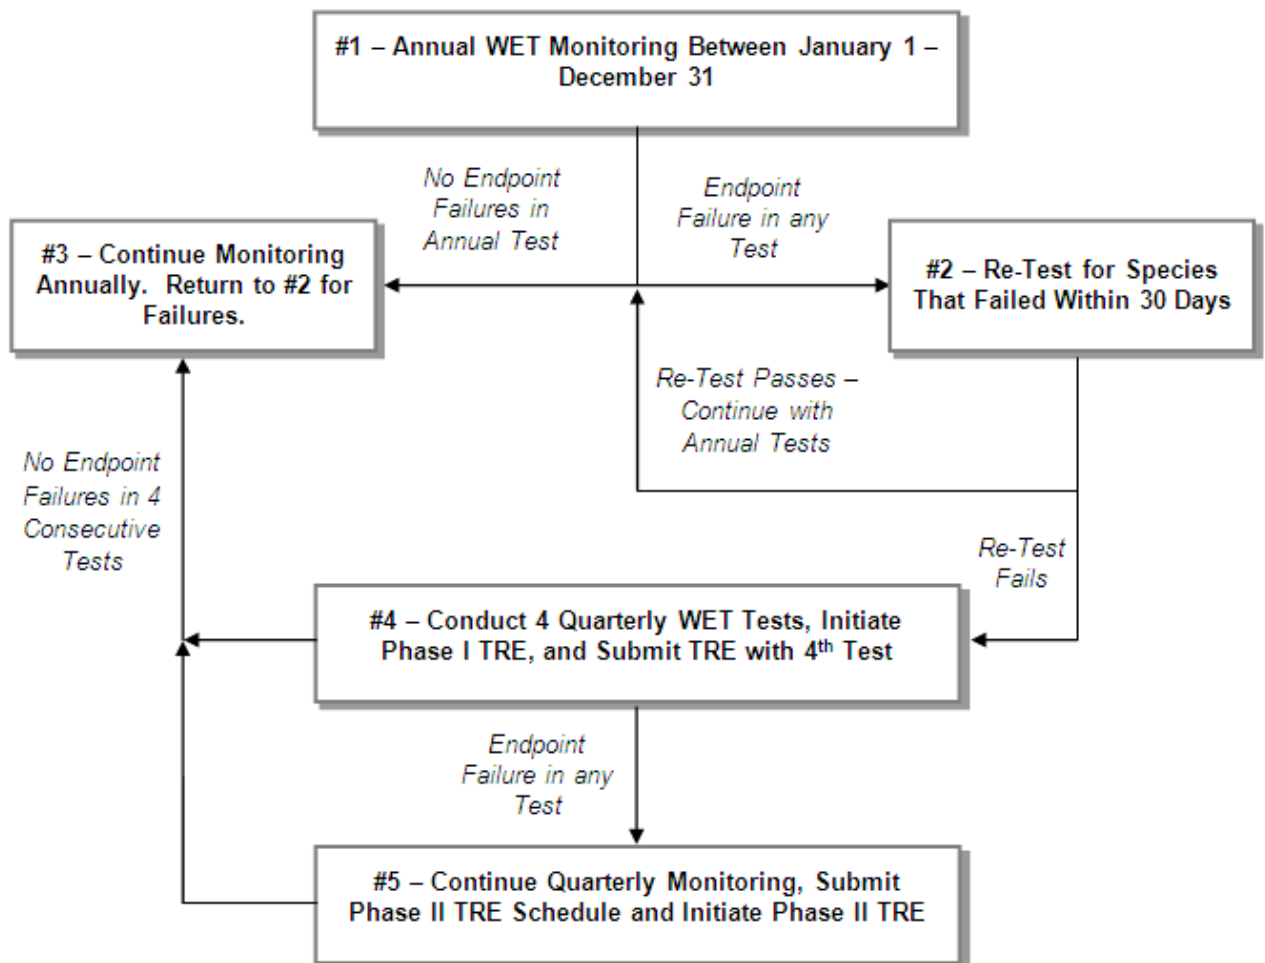 #1 – Annual WET Monitoring Between January 1 –
December 31
No Endpoint
Failures in
Annual Test
Endpoint
Failure in any
Test
#3 – Continue Monitoring
Annually.  Return to #2 for
Failures.
#2 – Re-Test for Species
That Failed Within 30 Days
Re-Test Passes –
Continue with
Annual Tests
No Endpoint
Failures in 4
Consecutive
Tests
Re-Test
Fails
#4 – Conduct 4 Quarterly WET Tests, Initiate
Phase I TRE, and Submit TRE with 4th Test
Endpoint
Failure in any
Test
#5 – Continue Quarterly Monitoring, Submit
Phase II TRE Schedule and Initiate Phase II TRE